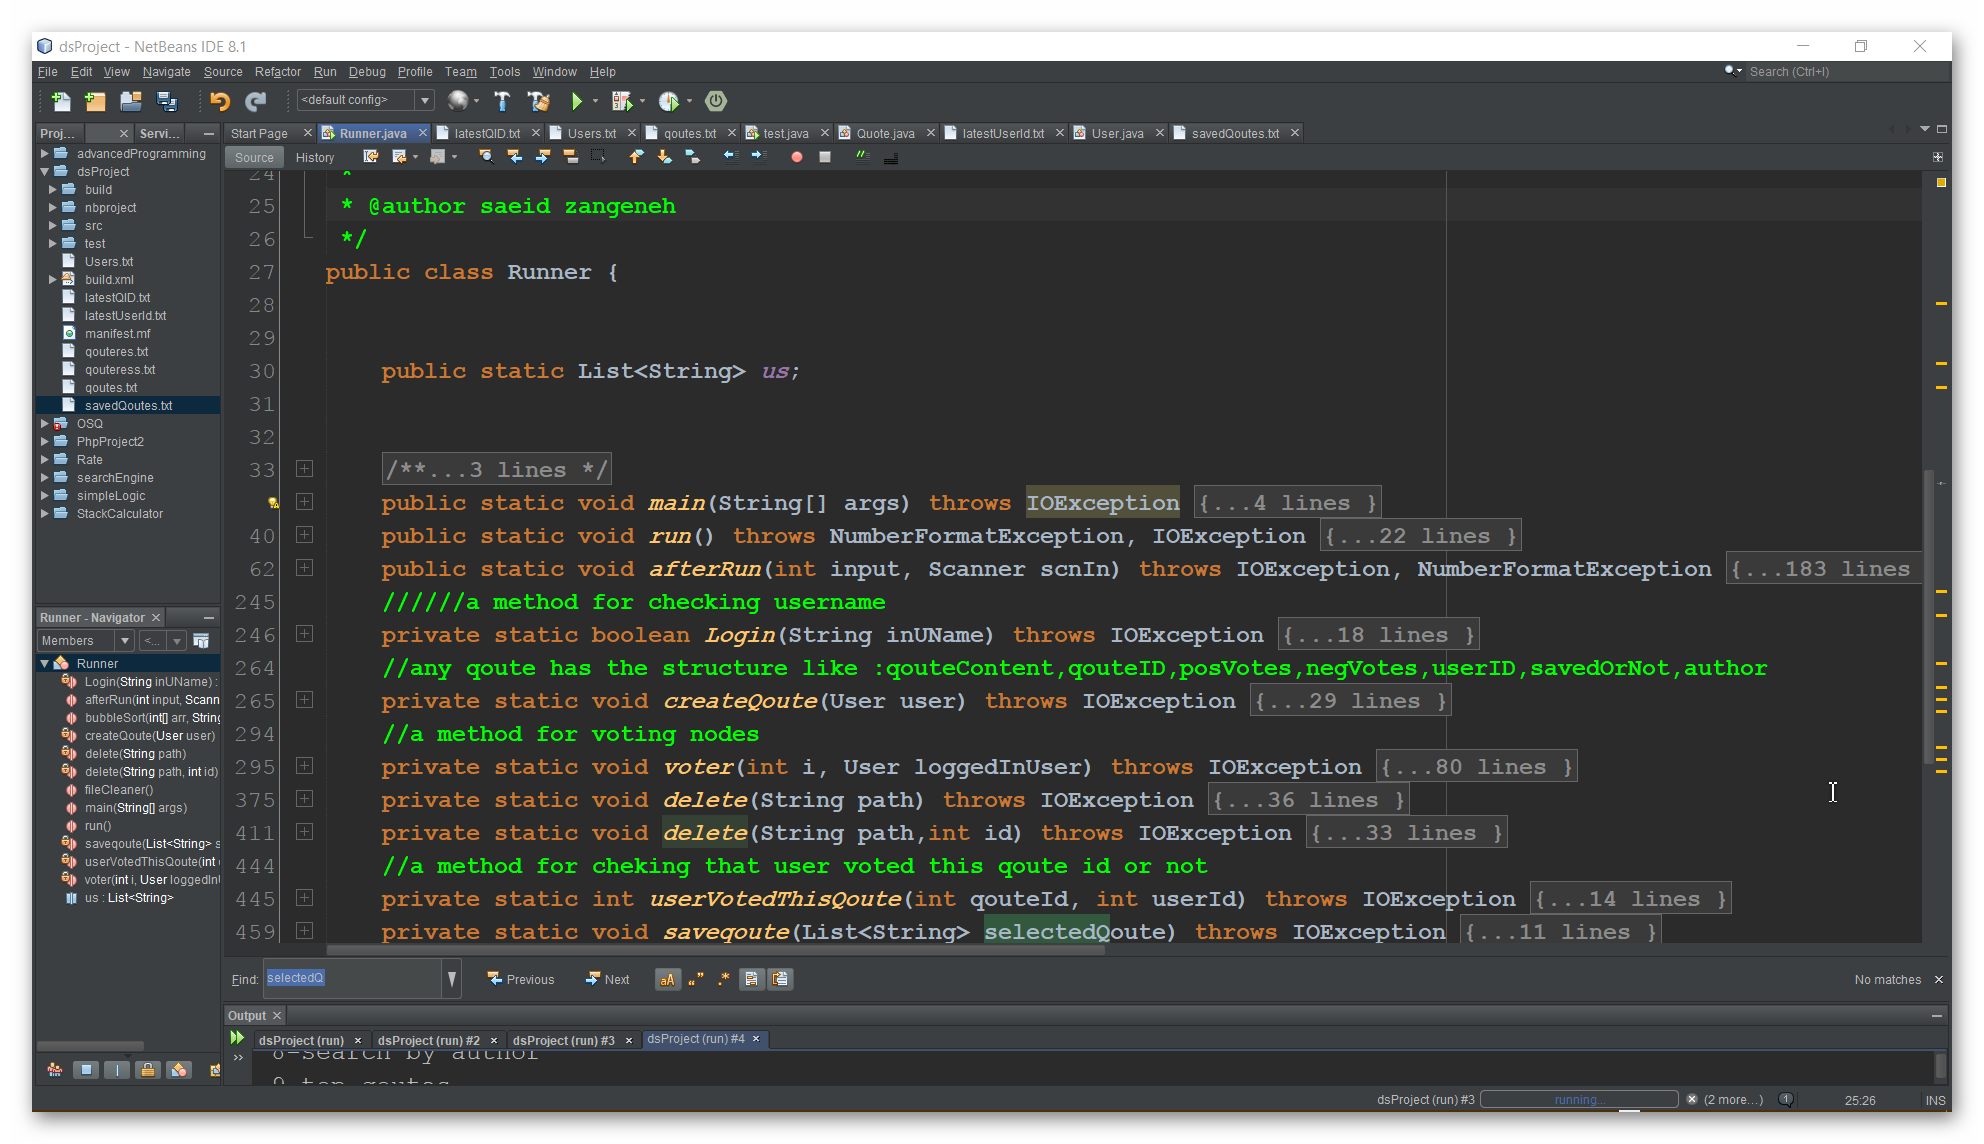 dsProject - NetBeans IDE 8.1
File Edit View Navigate Source Refactor Run Debug Profile Team Tools Window Help
Search (Ctrl+I)
<default config>
Proj... Servi...
Start Page Runner.java latestQID.txt Users.txt qoutes.txt test.java Quote.java latestUserId.txt User.java savedQoutes.txt
Source History
advancedProgramming
dsProject
build
nbproject
src
test
Users.txt
build.xml
latestQID.txt
latestUserId.txt
manifest.mf
qouteres.txt
qouteress.txt
qoutes.txt
savedQoutes.txt
OSQ
PhpProject2
Rate
searchEngine
simpleLogic
StackCalculator
Runner - Navigator
Members <...
Runner
Login(String inUName) :
afterRun(int input, Scann
bubbleSort(int[] arr, String
createQoute(User user)
delete(String path)
delete(String path, int id)
fileCleaner()
main(String[] args)
run()
saveqoute(List<String> s
userVotedThisQoute(int
voter(int i, User loggedInU
us : List<String>
24 *
25 * @author saeid zangeneh
26 */
27 public class Runner {
28
29
30 public static List<String> us;
31
32
33 /**...3 lines */
public static void main(String[] args) throws IOException {...4 lines }
40 public static void run() throws NumberFormatException, IOException {...22 lines }
62 public static void afterRun(int input, Scanner scnIn) throws IOException, NumberFormatException {...183 lines
245 //////a method for checking username
246 private static boolean Login(String inUName) throws IOException {...18 lines }
264 //any qoute has the structure like :qouteContent,qouteID,posVotes,negVotes,userID,savedOrNot,author
265 private static void createQoute(User user) throws IOException {...29 lines }
294 //a method for voting nodes
295 private static void voter(int i, User loggedInUser) throws IOException {...80 lines }
375 private static void delete(String path) throws IOException {...36 lines }
411 private static void delete(String path,int id) throws IOException {...33 lines }
444 //a method for cheking that user voted this qoute id or not
445 private static int userVotedThisQoute(int qouteId, int userId) throws IOException {...14 lines }
459 private static void saveqoute(List<String> selectedQoute) throws IOException {...11 lines }
Find: selectedQ Previous Next aA No matches
Output
dsProject (run) dsProject (run) #2 dsProject (run) #3 dsProject (run) #4
8-search by author
9-top qoutes
dsProject (run) #3 running... (2 more...) 1 25:26 INS